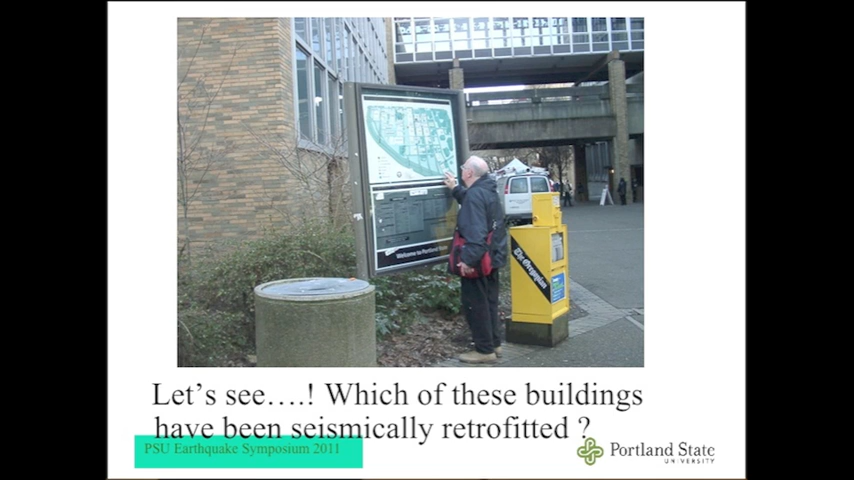 Welcome to Portland State
The Oregonian
Let's see….! Which of these buildings
have been seismically retrofitted ?
PSU Earthquake Symposium 2011
Portland State
UNIVERSITY